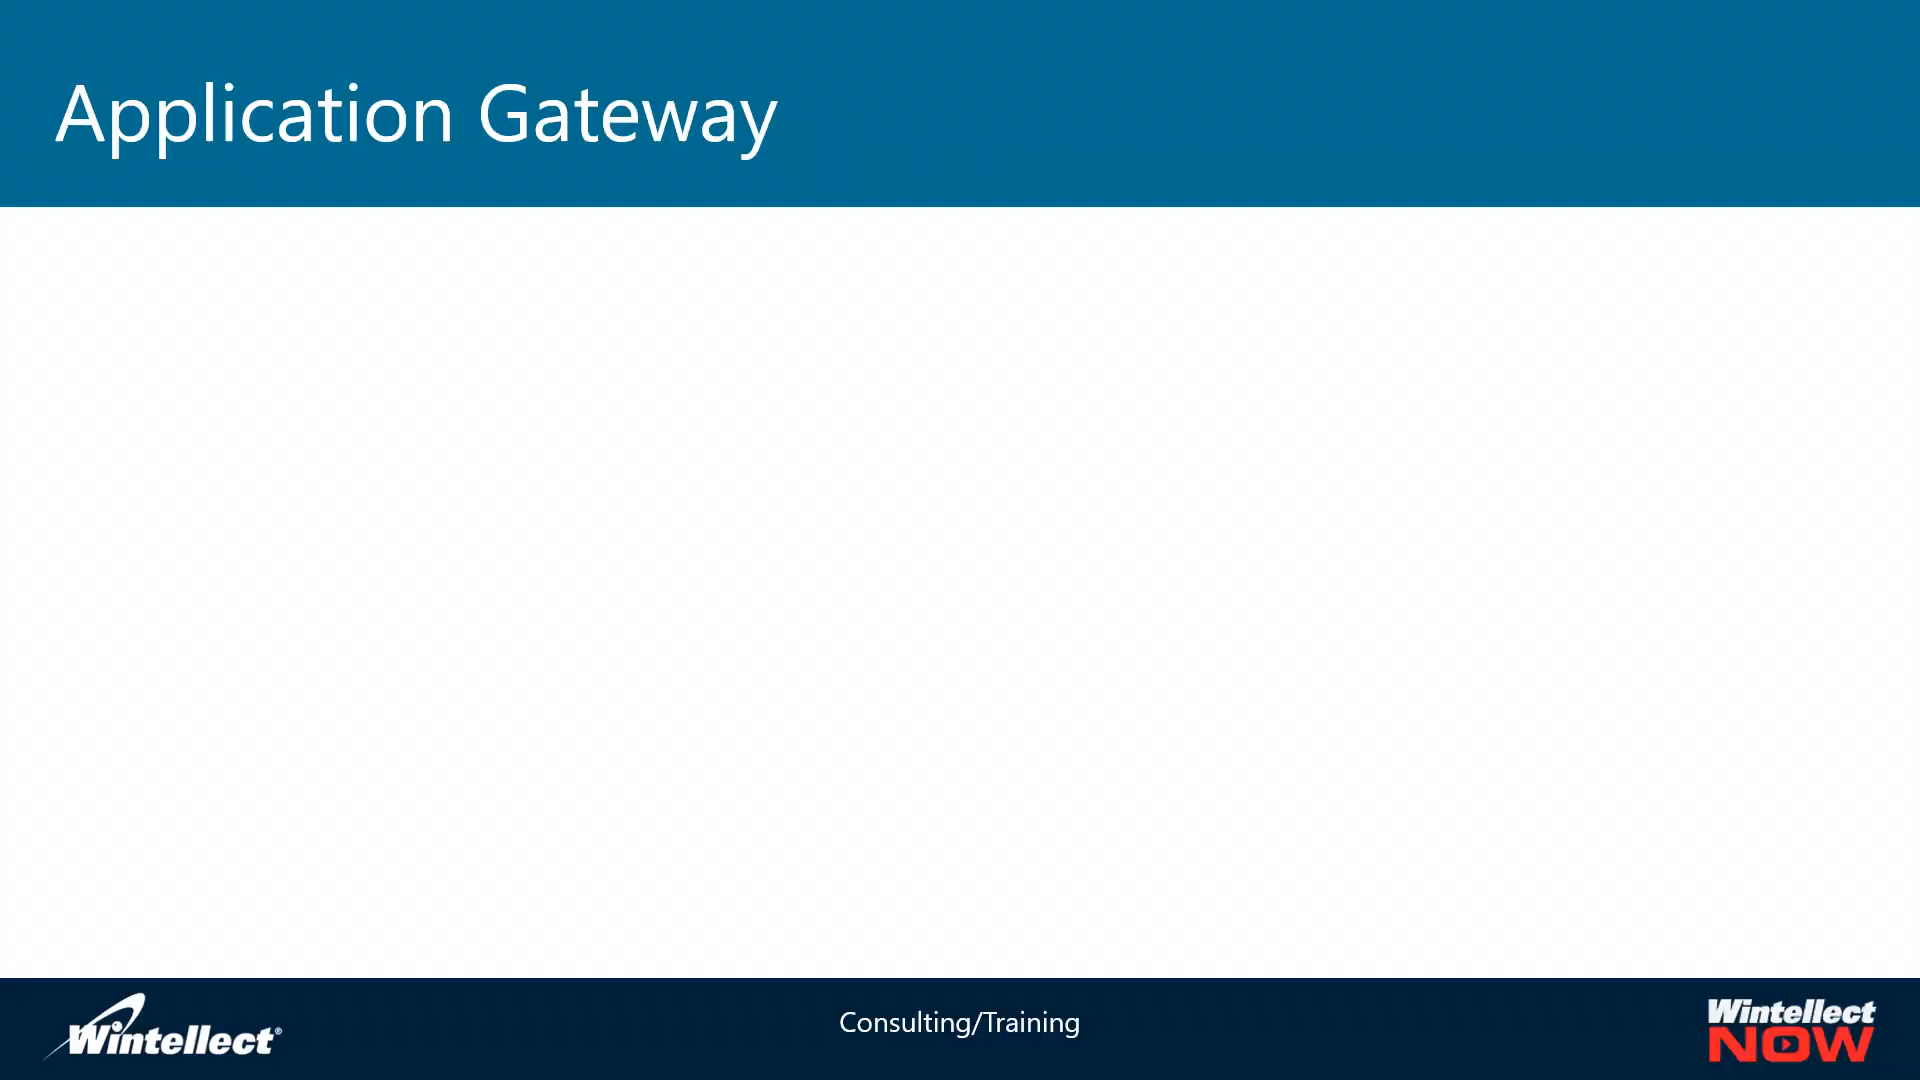 Application Gateway
Wintellect®
Consulting/Training
Wintellect
NOW